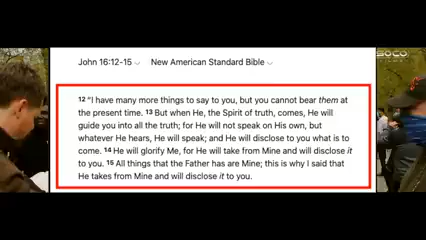 SOCO
John 16:12-15 New American Standard Bible
12 "I have many more things to say to you, but you cannot bear them at
the present time. 13 But when He, the Spirit of truth, comes, He will
guide you into all the truth; for He will not speak on His own, but
whatever He hears, He will speak; and He will disclose to you what is to
come. 14 He will glorify Me, for He will take from Mine and will disclose it
to you. 15 All things that the Father has are Mine; this is why I said that
He takes from Mine and will disclose it to you.